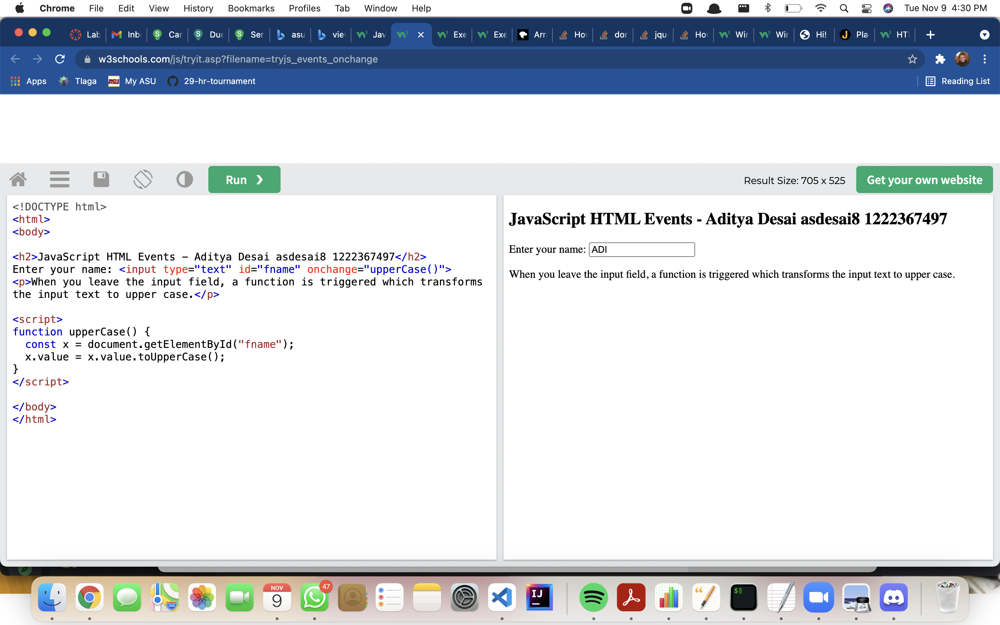 Chrome File Edit View History Bookmarks Profiles Tab Window Help Tue Nov 9 4:30 PM
Lab Inb Car Due Ser asu vie Jav Exe Exe Arr Ho dor jqu Ho Wir Wir Hi! Pla HTI
w3schools.com/js/tryit.asp?filename=tryjs_events_onchange
Apps Tlaga My ASU 29-hr-tournament Reading List
Run ❯ Result Size: 705 x 525 Get your own website
<!DOCTYPE html>
<html>
<body>
<h2>JavaScript HTML Events – Aditya Desai asdesai8 1222367497</h2>
Enter your name: <input type="text" id="fname" onchange="upperCase()">
<p>When you leave the input field, a function is triggered which transforms
the input text to upper case.</p>
<script>
function upperCase() {
  const x = document.getElementById("fname");
  x.value = x.value.toUpperCase();
}
</script>
</body>
</html>
JavaScript HTML Events - Aditya Desai asdesai8 1222367497
Enter your name: ADI
When you leave the input field, a function is triggered which transforms the input text to upper case.
NOV
9
47
280
IJ
$